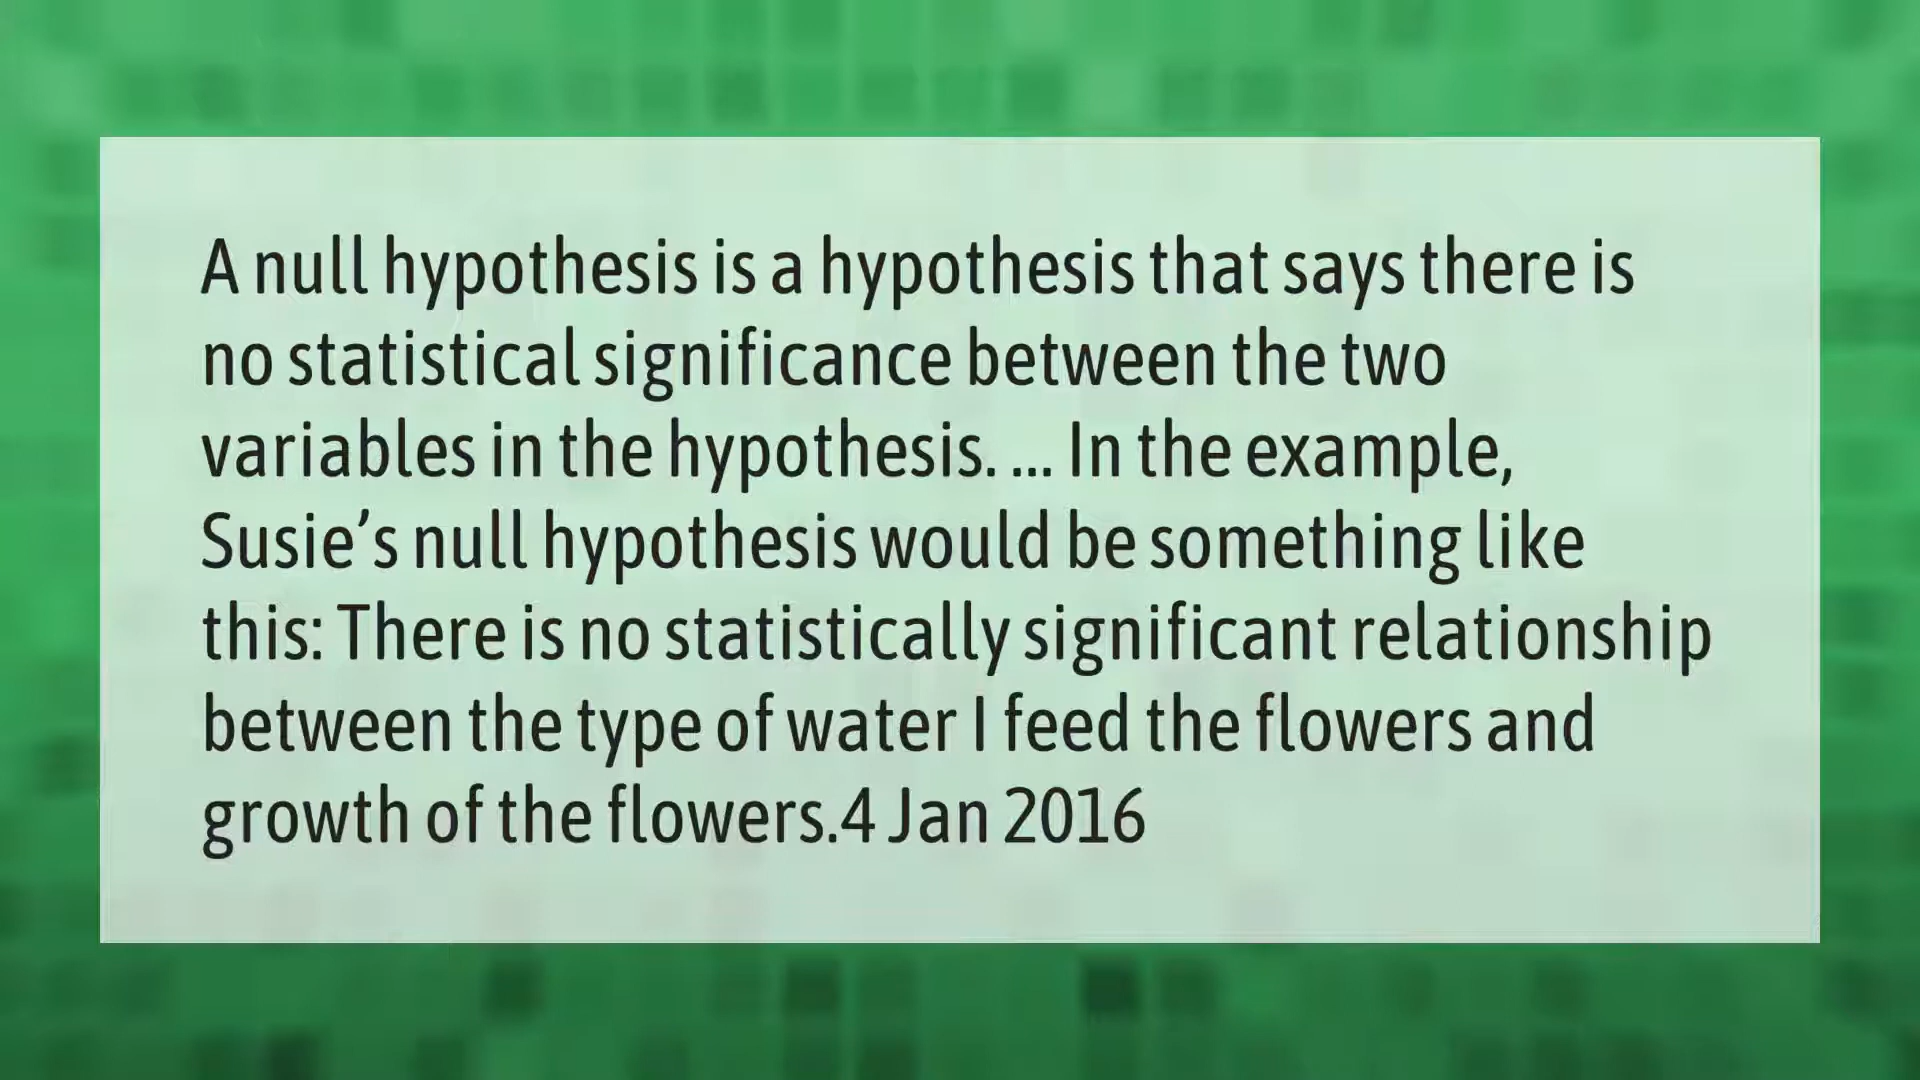 A null hypothesis is a hypothesis that says there is
no statistical significance between the two
variables in the hypothesis. ... In the example,
Susie’s null hypothesis would be something like
this: There is no statistically significant relationship
between the type of water I feed the flowers and
growth of the flowers.4 Jan 2016